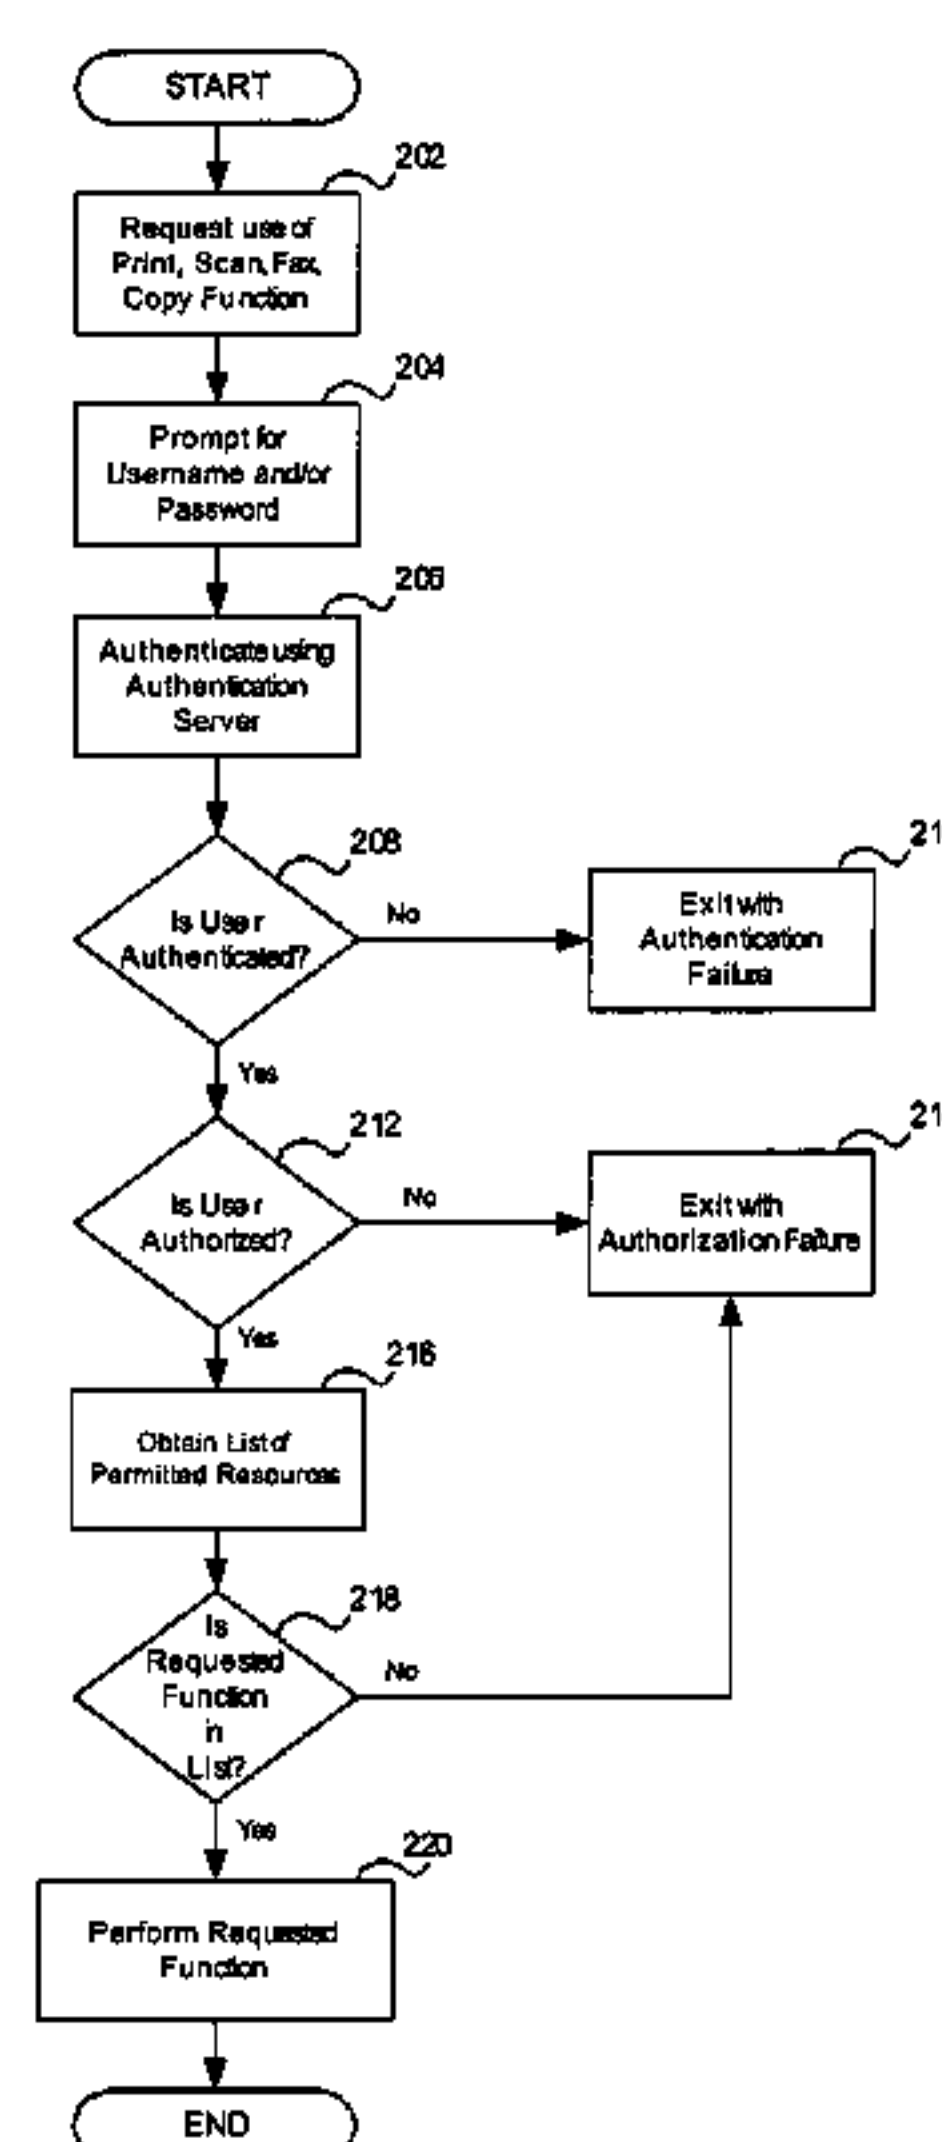 START
202
Request use of
Print, Scan, Fax,
Copy Function
204
Prompt for
Username and/or
Password
206
Authenticate using
Authentication
Server
208
Is User
Authenticated?
No
21
Exit with
Authentication
Failure
Yes
212
Is User
Authorized?
No
21
Exit with
Authorization Failure
Yes
216
Obtain List of
Permitted Resources
218
Is
Requested
Function
in
List?
No
Yes
220
Perform Requested
Function
END